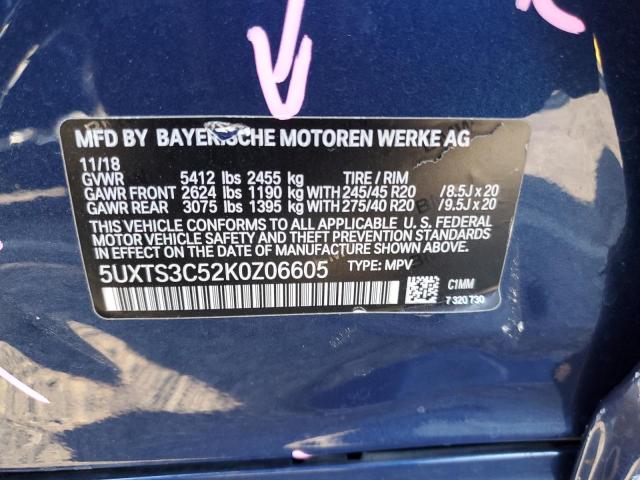 MFD BY BAYERISCHE MOTOREN WERKE AG
11/18
GVWR 5412 lbs 2455 kg TIRE / RIM
GAWR FRONT 2624 lbs 1190 kg WITH 245/45 R20 / 8.5J x 20
GAWR REAR 3075 lbs 1395 kg WITH 275/40 R20 / 9.5J x 20
THIS VEHICLE CONFORMS TO ALL APPLICABLE U. S. FEDERAL
MOTOR VEHICLE SAFETY AND THEFT PREVENTION STANDARDS
IN EFFECT ON THE DATE OF MANUFACTURE SHOWN ABOVE.
5UXTS3C52K0Z06605 TYPE: MPV
C1MM
7 320 730